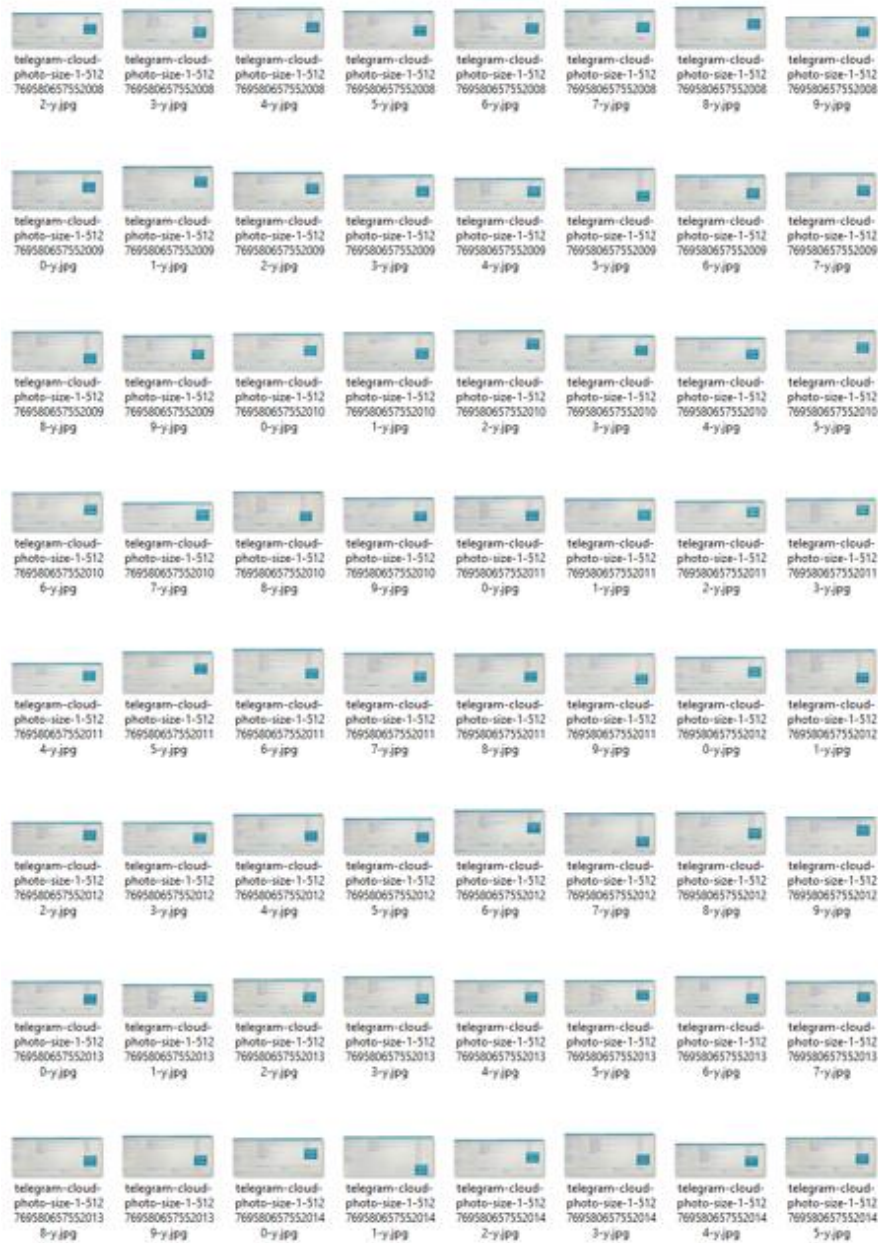 telegram-cloud-
photo-size-1-512
769580657552008
2-y.jpg
telegram-cloud-
photo-size-1-512
769580657552008
3-y.jpg
telegram-cloud-
photo-size-1-512
769580657552008
4-y.jpg
telegram-cloud-
photo-size-1-512
769580657552008
5-y.jpg
telegram-cloud-
photo-size-1-512
769580657552008
6-y.jpg
telegram-cloud-
photo-size-1-512
769580657552008
7-y.jpg
telegram-cloud-
photo-size-1-512
769580657552008
8-y.jpg
telegram-cloud-
photo-size-1-512
769580657552008
9-y.jpg
telegram-cloud-
photo-size-1-512
769580657552009
0-y.jpg
telegram-cloud-
photo-size-1-512
769580657552009
1-y.jpg
telegram-cloud-
photo-size-1-512
769580657552009
2-y.jpg
telegram-cloud-
photo-size-1-512
769580657552009
3-y.jpg
telegram-cloud-
photo-size-1-512
769580657552009
4-y.jpg
telegram-cloud-
photo-size-1-512
769580657552009
5-y.jpg
telegram-cloud-
photo-size-1-512
769580657552009
6-y.jpg
telegram-cloud-
photo-size-1-512
769580657552009
7-y.jpg
telegram-cloud-
photo-size-1-512
769580657552009
8-y.jpg
telegram-cloud-
photo-size-1-512
769580657552009
9-y.jpg
telegram-cloud-
photo-size-1-512
769580657552010
0-y.jpg
telegram-cloud-
photo-size-1-512
769580657552010
1-y.jpg
telegram-cloud-
photo-size-1-512
769580657552010
2-y.jpg
telegram-cloud-
photo-size-1-512
769580657552010
3-y.jpg
telegram-cloud-
photo-size-1-512
769580657552010
4-y.jpg
telegram-cloud-
photo-size-1-512
769580657552010
5-y.jpg
telegram-cloud-
photo-size-1-512
769580657552010
6-y.jpg
telegram-cloud-
photo-size-1-512
769580657552010
7-y.jpg
telegram-cloud-
photo-size-1-512
769580657552010
8-y.jpg
telegram-cloud-
photo-size-1-512
769580657552010
9-y.jpg
telegram-cloud-
photo-size-1-512
769580657552011
0-y.jpg
telegram-cloud-
photo-size-1-512
769580657552011
1-y.jpg
telegram-cloud-
photo-size-1-512
769580657552011
2-y.jpg
telegram-cloud-
photo-size-1-512
769580657552011
3-y.jpg
telegram-cloud-
photo-size-1-512
769580657552011
4-y.jpg
telegram-cloud-
photo-size-1-512
769580657552011
5-y.jpg
telegram-cloud-
photo-size-1-512
769580657552011
6-y.jpg
telegram-cloud-
photo-size-1-512
769580657552011
7-y.jpg
telegram-cloud-
photo-size-1-512
769580657552011
8-y.jpg
telegram-cloud-
photo-size-1-512
769580657552011
9-y.jpg
telegram-cloud-
photo-size-1-512
769580657552012
0-y.jpg
telegram-cloud-
photo-size-1-512
769580657552012
1-y.jpg
telegram-cloud-
photo-size-1-512
769580657552012
2-y.jpg
telegram-cloud-
photo-size-1-512
769580657552012
3-y.jpg
telegram-cloud-
photo-size-1-512
769580657552012
4-y.jpg
telegram-cloud-
photo-size-1-512
769580657552012
5-y.jpg
telegram-cloud-
photo-size-1-512
769580657552012
6-y.jpg
telegram-cloud-
photo-size-1-512
769580657552012
7-y.jpg
telegram-cloud-
photo-size-1-512
769580657552012
8-y.jpg
telegram-cloud-
photo-size-1-512
769580657552012
9-y.jpg
telegram-cloud-
photo-size-1-512
769580657552013
0-y.jpg
telegram-cloud-
photo-size-1-512
769580657552013
1-y.jpg
telegram-cloud-
photo-size-1-512
769580657552013
2-y.jpg
telegram-cloud-
photo-size-1-512
769580657552013
3-y.jpg
telegram-cloud-
photo-size-1-512
769580657552013
4-y.jpg
telegram-cloud-
photo-size-1-512
769580657552013
5-y.jpg
telegram-cloud-
photo-size-1-512
769580657552013
6-y.jpg
telegram-cloud-
photo-size-1-512
769580657552013
7-y.jpg
telegram-cloud-
photo-size-1-512
769580657552013
8-y.jpg
telegram-cloud-
photo-size-1-512
769580657552013
9-y.jpg
telegram-cloud-
photo-size-1-512
769580657552014
0-y.jpg
telegram-cloud-
photo-size-1-512
769580657552014
1-y.jpg
telegram-cloud-
photo-size-1-512
769580657552014
2-y.jpg
telegram-cloud-
photo-size-1-512
769580657552014
3-y.jpg
telegram-cloud-
photo-size-1-512
769580657552014
4-y.jpg
telegram-cloud-
photo-size-1-512
769580657552014
5-y.jpg